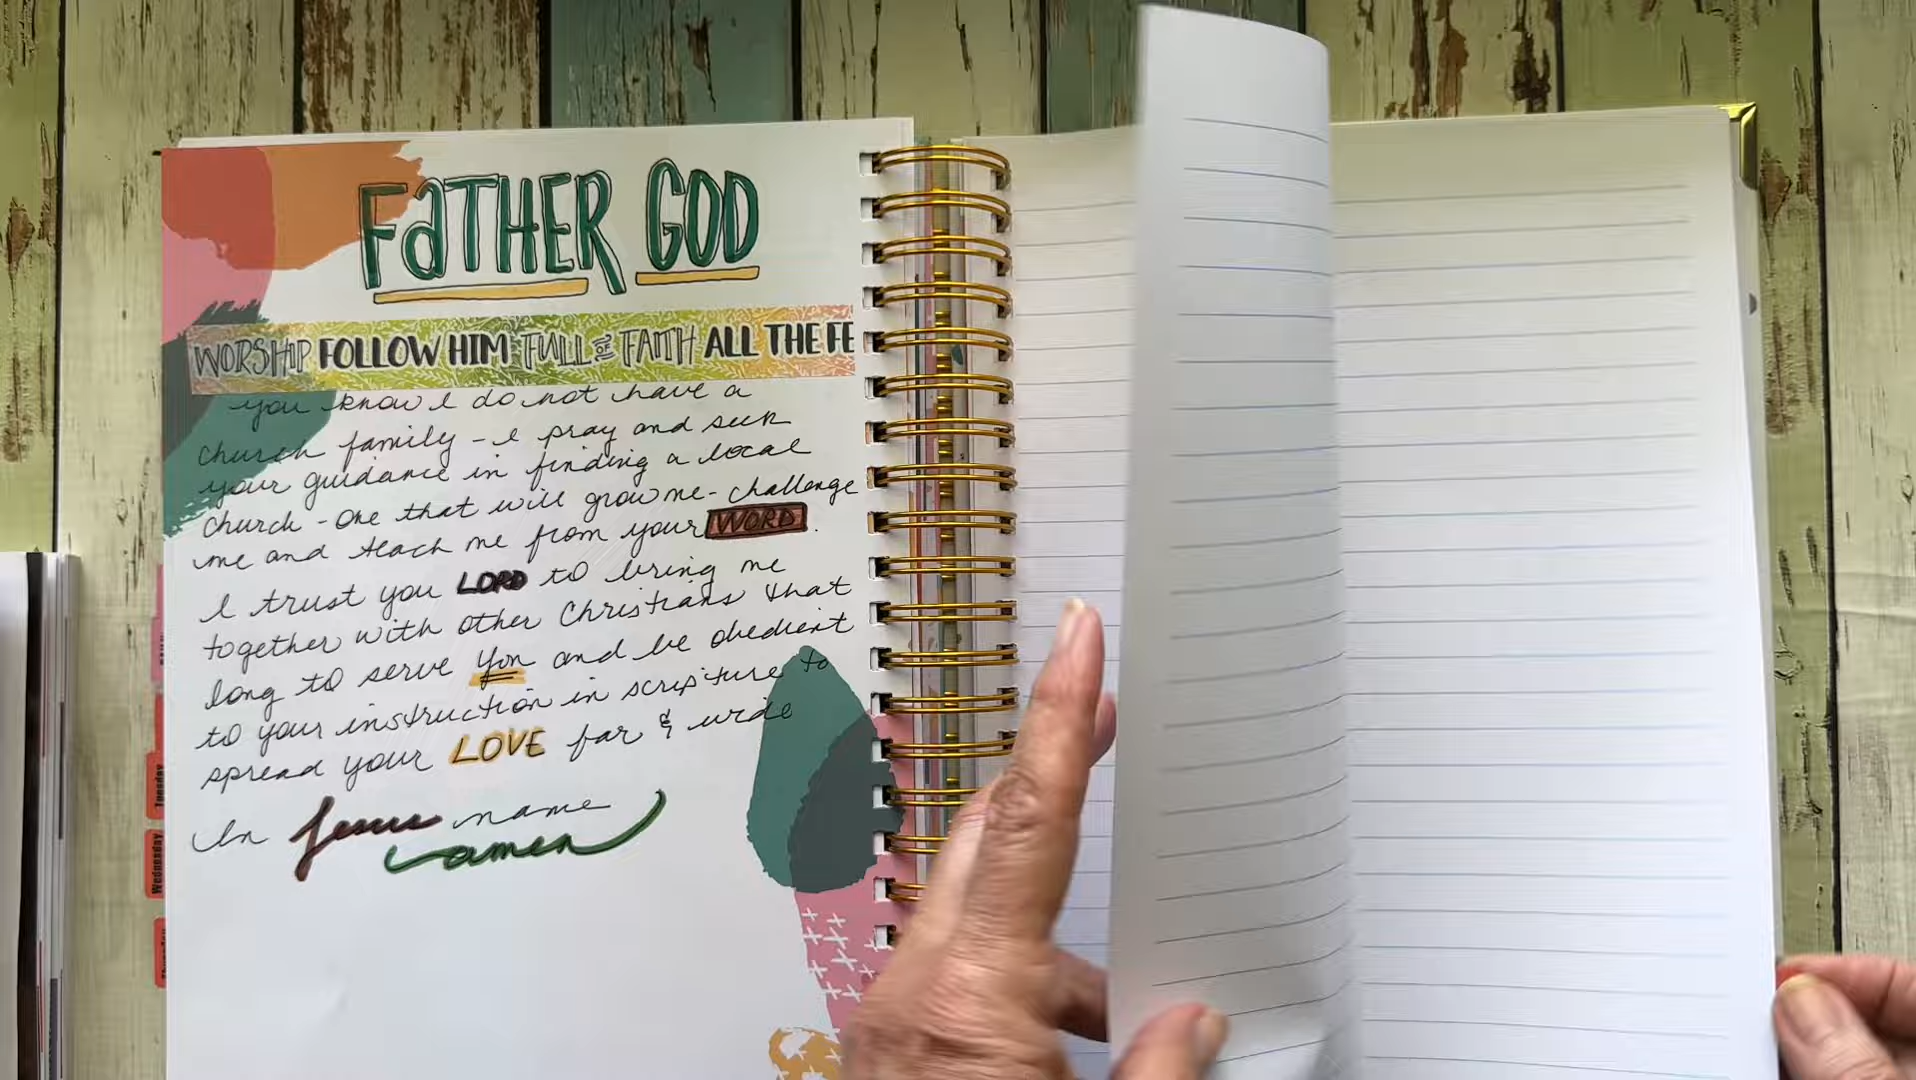 FATHER GOD
WORSHIP FOLLOW HIM FULL OF FAITH ALL THE FE
you know I do not have a
church family - I pray and seek
your guidance in finding a local
church - one that will grow me - challenge
me and teach me from your WORD.
I trust you LORD to bring me
together with other Christians that
long to serve You and be obedient
to your instruction in scripture to
spread your LOVE far & wide
In Jesus name
amen
Tuesday
Wednesday